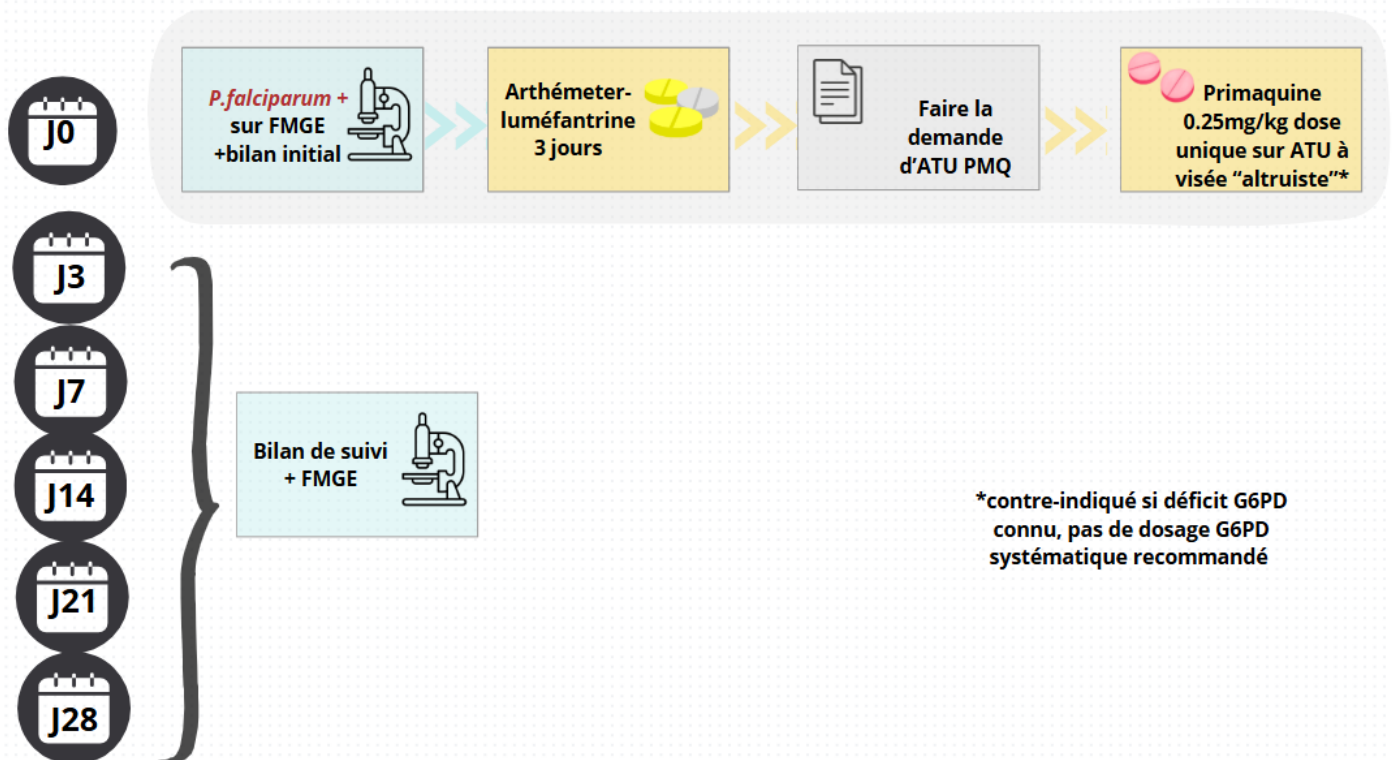 J0
P.falciparum +
sur FMGE
+bilan initial
Arthémeter-
luméfantrine
3 jours
Faire la
demande
d'ATU PMQ
Primaquine
0.25mg/kg dose
unique sur ATU à
visée “altruiste”*
J3
J7
J14
J21
J28
Bilan de suivi
+ FMGE
*contre-indiqué si déficit G6PD
connu, pas de dosage G6PD
systématique recommandé